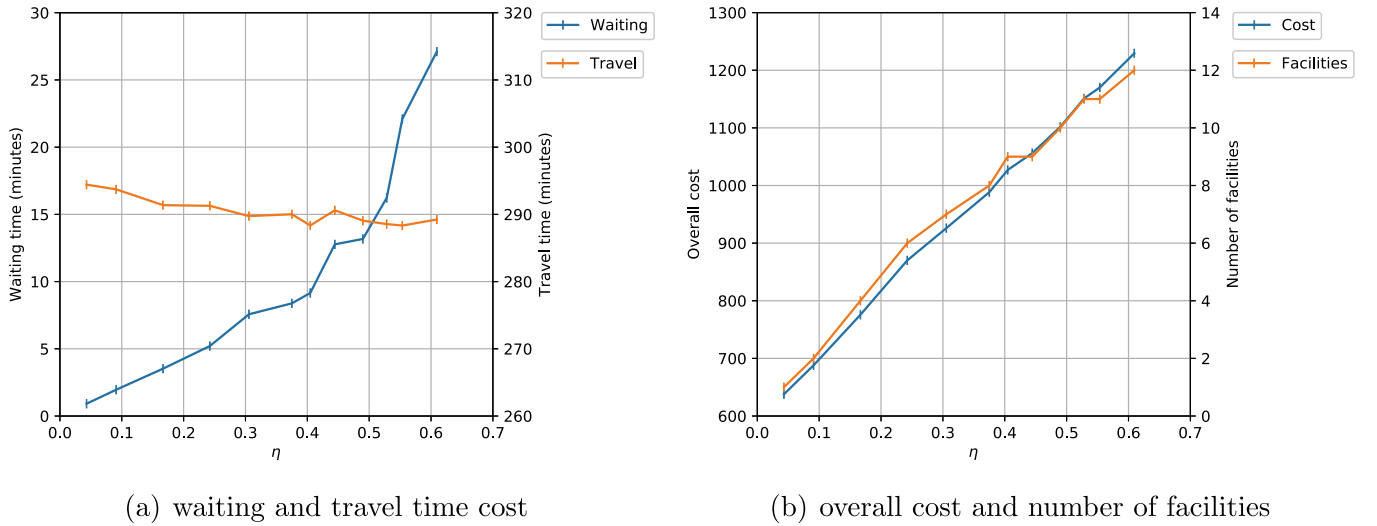 30
25
20
15
10
5
0
Waiting time (minutes)
320
310
300
290
280
270
260
Travel time (minutes)
0.0 0.1 0.2 0.3 0.4 0.5 0.6 0.7
η
Waiting
Travel
(a) waiting and travel time cost
1300
1200
1100
1000
900
800
700
600
Overall cost
14
12
10
8
6
4
2
0
Number of facilities
0.0 0.1 0.2 0.3 0.4 0.5 0.6 0.7
η
Cost
Facilities
(b) overall cost and number of facilities